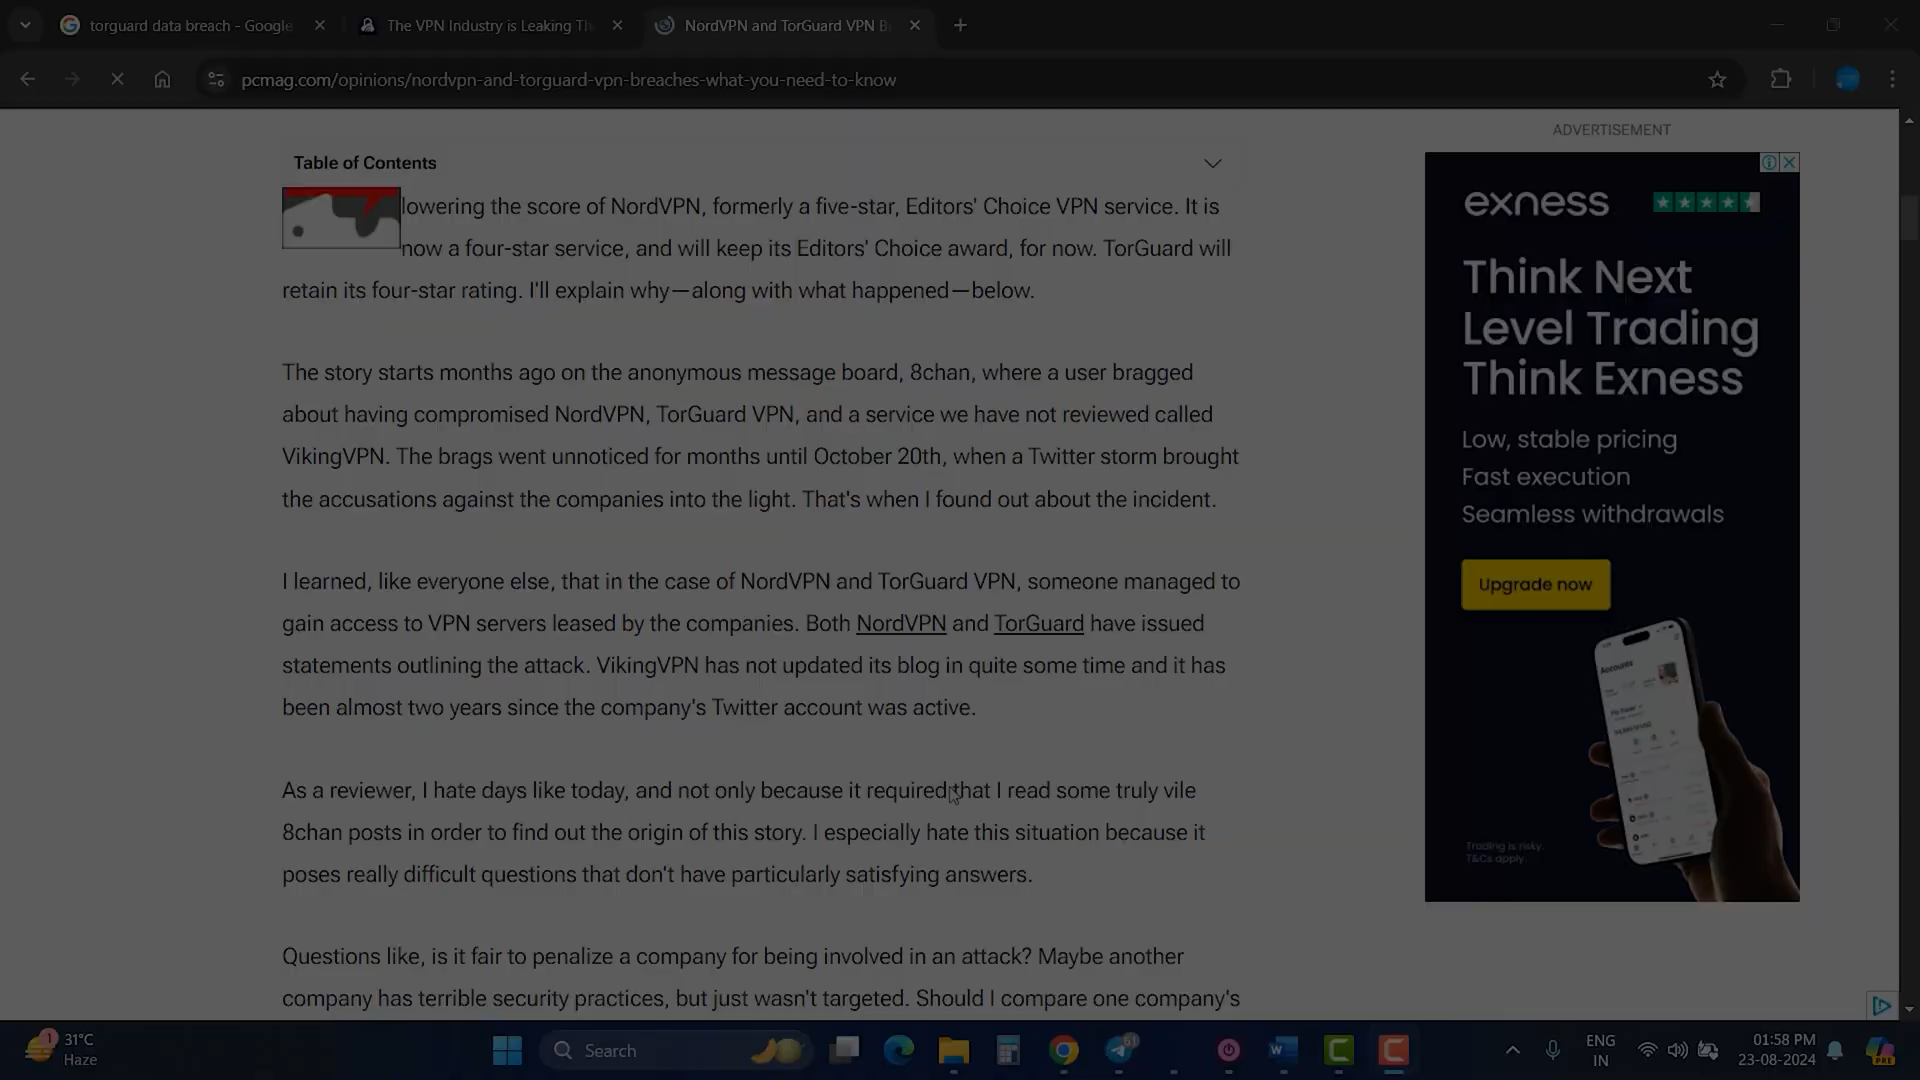 torguard data breach - Google
The VPN Industry is Leaking Th
NordVPN and TorGuard VPN B
pcmag.com/opinions/nordvpn-and-torguard-vpn-breaches-what-you-need-to-know
Table of Contents
lowering the score of NordVPN, formerly a five-star, Editors' Choice VPN service. It is
now a four-star service, and will keep its Editors' Choice award, for now. TorGuard will
retain its four-star rating. I'll explain why—along with what happened—below.
The story starts months ago on the anonymous message board, 8chan, where a user bragged
about having compromised NordVPN, TorGuard VPN, and a service we have not reviewed called
VikingVPN. The brags went unnoticed for months until October 20th, when a Twitter storm brought
the accusations against the companies into the light. That's when I found out about the incident.
I learned, like everyone else, that in the case of NordVPN and TorGuard VPN, someone managed to
gain access to VPN servers leased by the companies. Both NordVPN and TorGuard have issued
statements outlining the attack. VikingVPN has not updated its blog in quite some time and it has
been almost two years since the company's Twitter account was active.
As a reviewer, I hate days like today, and not only because it required that I read some truly vile
8chan posts in order to find out the origin of this story. I especially hate this situation because it
poses really difficult questions that don't have particularly satisfying answers.
Questions like, is it fair to penalize a company for being involved in an attack? Maybe another
company has terrible security practices, but just wasn't targeted. Should I compare one company's
ADVERTISEMENT
exness
Think Next
Level Trading
Think Exness
Low, stable pricing
Fast execution
Seamless withdrawals
Upgrade now
Accounts
Trading is risky.
T&Cs apply.
1
31°C
Haze
Search
61
ENG
IN
01:58 PM
23-08-2024
PRE